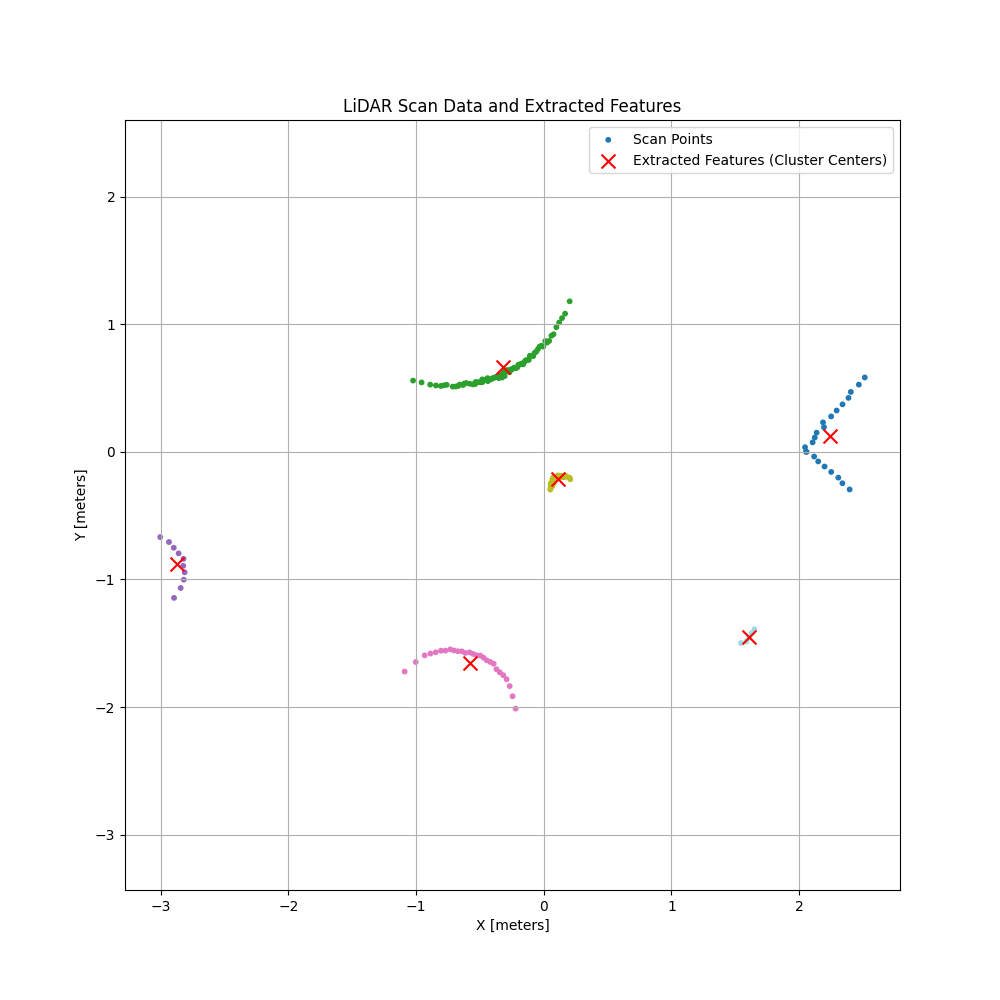 LiDAR Scan Data and Extracted Features
Scan Points
Extracted Features (Cluster Centers)
2
1
0
−1
−2
−3
Y [meters]
−3
−2
−1
0
1
2
X [meters]